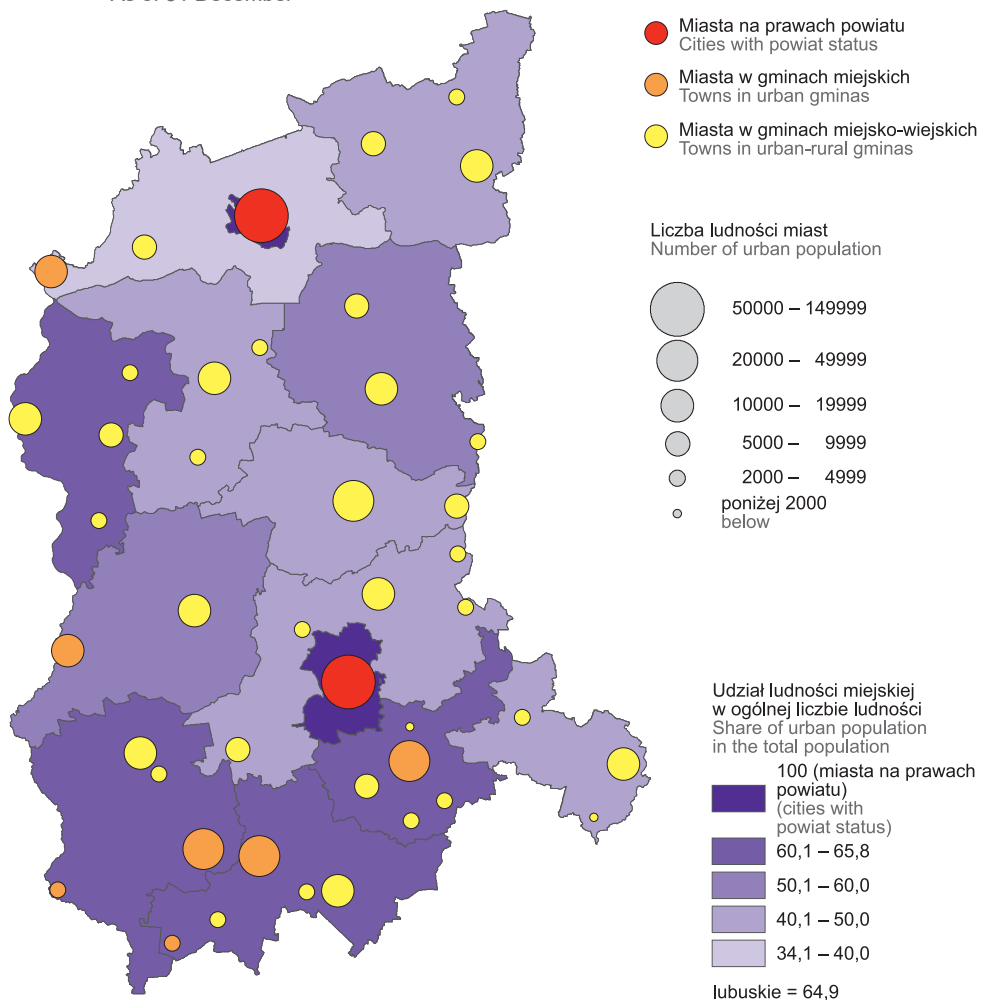 Miasta na prawach powiatu
Cities with powiat status
Miasta w gminach miejskich
Towns in urban gminas
Miasta w gminach miejsko-wiejskich
Towns in urban-rural gminas
Liczba ludności miast
Number of urban population
50000 – 149999
20000 – 49999
10000 – 19999
5000 – 9999
2000 – 4999
poniżej 2000
below
Udział ludności miejskiej
w ogólnej liczbie ludności
Share of urban population
in the total population
100 (miasta na prawach
powiatu)
(cities with
powiat status)
60,1 – 65,8
50,1 – 60,0
40,1 – 50,0
34,1 – 40,0
lubuskie = 64,9